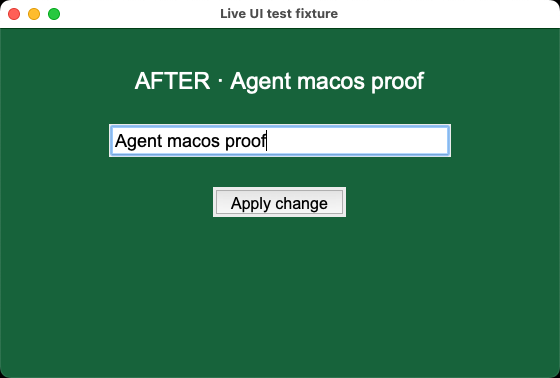 Live UI test fixture
AFTER · Agent macos proof
Agent macos proof
Apply change